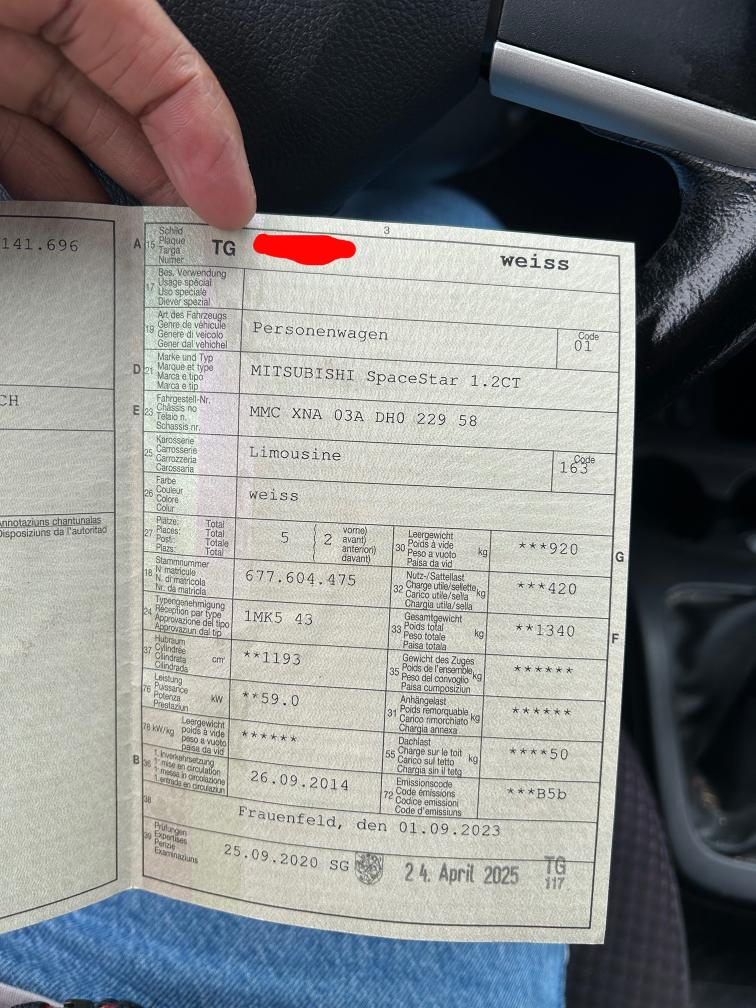 141.696
CH
Annotaziuns chantunalas
Disposiziuns da l'autoritad
3
A 15 Schild
Plaque
Targa
Numer
TG
weiss
17 Bes. Verwendung
Usage spécial
Uso speciale
Diever spezial
19 Art des Fahrzeugs
Genre de véhicule
Genere di veicolo
Gener dal vehichel
Personenwagen
Code
01
D 21 Marke und Typ
Marque et type
Marca e tipo
Marca e tip
MITSUBISHI SpaceStar 1.2CT
E 23 Fahrgestell-Nr.
Châssis no
Telaio n.
Schassis nr.
MMC XNA 03A DH0 229 58
25 Karosserie
Carrosserie
Carrozzeria
Carossaria
Limousine
Code
163
26 Farbe
Couleur
Colore
Colur
weiss
27 Plätze: Total
Places: Total
Posti: Totale
Plazs: Total
5
( 2
vorne)
avant)
anteriori)
davant)
30 Leergewicht
Poids à vide
Peso a vuoto
Paisa da vid
kg
***920
G
18 Stammnummer
N° matricule
N. di matricola
Nr. da matricla
677.604.475
32 Nutz-/Sattellast
Charge utile/sellette
Carico utile/sella
Chargia utila/sella
kg
***420
24 Typengenehmigung
Réception par type
Approvazione del tipo
Approvaziun dal tip
1MK5 43
33 Gesamtgewicht
Poids total
Peso totale
Paisa totala
kg
**1340
F
37 Hubraum
Cylindrée
Cilindrata
Cilindrada
cm³
**1193
35 Gewicht des Zuges
Poids de l'ensemble
Peso del convoglio
Paisa cumposiziun
kg
******
76 Leistung
Puissance
Potenza
Prestaziun
kW
**59.0
31 Anhängelast
Poids remorquable
Carico rimorchiato
Chargia annexa
kg
******
78 kW/kg
Leergewicht
poids à vide
peso a vuoto
paisa da vid
******
55 Dachlast
Charge sur le toit
Carico sul tetto
Chargia sin il tetg
kg
****50
B 36 1. Inverkehrsetzung
1re mise en circulation
1a messa in circolazione
1. entrada en circulaziun
26.09.2014
72 Emissionscode
Code émissions
Codice emissioni
Code d'emissiuns
***B5b
38
Frauenfeld, den 01.09.2023
39 Prüfungen
Expertises
Perizie
Examinaziuns
25.09.2020 SG
24. April 2025
TG
117